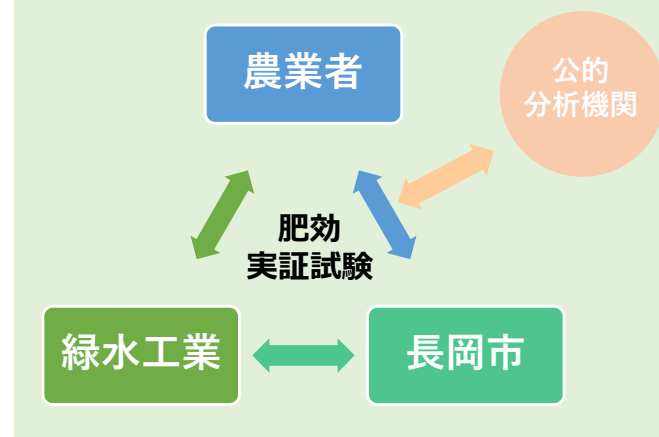 農業者
公的
分析機関
肥効
実証試験
緑水工業
長岡市